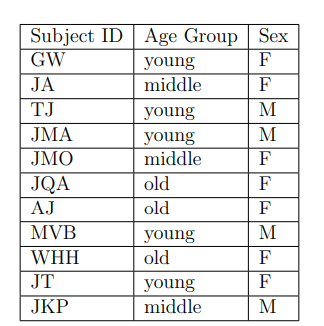 Subject ID Age Group Sex
GW young F
JA middle F
TJ young M
JMA young M
JMO middle F
JQA old F
AJ old F
MVB young M
WHH old F
JT young F
JKP middle M